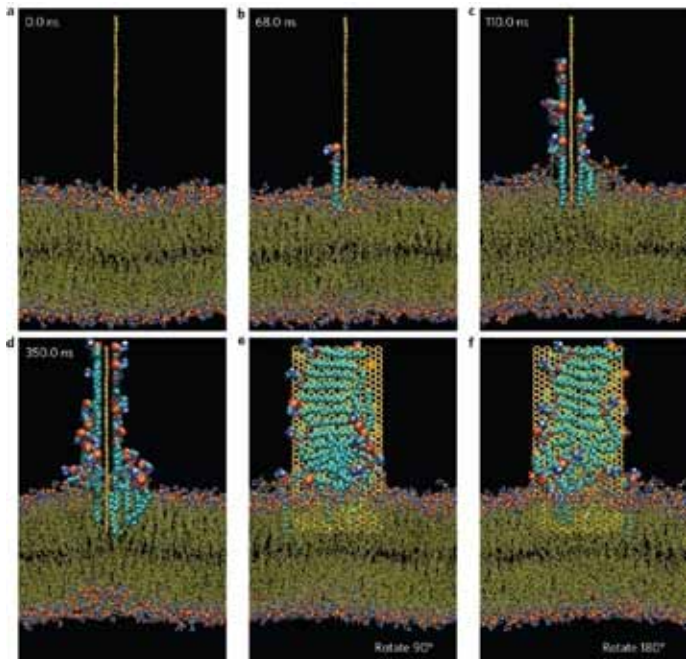 a
0.0 ns
b
68.0 ns
c
110.0 ns
d
350.0 ns
e
Rotate 90°
f
Rotate 180°